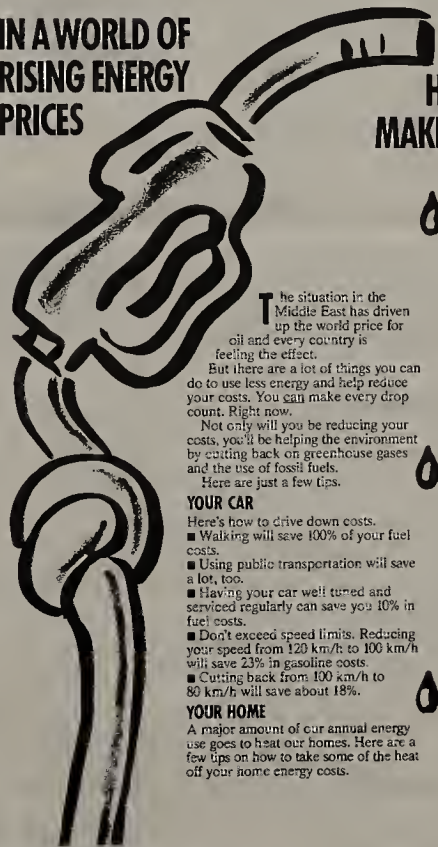 IN A WORLD OF
RISING ENERGY
PRICES
The situation in the
Middle East has driven
up the world price for
oil and every country is
feeling the effect.
But there are a lot of things you can
do to use less energy and help reduce
your costs. You can make every drop
count. Right now.
Not only will you be reducing your
costs, you'll be helping the environment
by cutting back on greenhouse gases
and the use of fossil fuels.
Here are just a few tips.
YOUR CAR
Here's how to drive down costs.
■ Walking will save 100% of your fuel
costs.
■ Using public transportation will save
a lot, too.
■ Having your car well tuned and
serviced regularly can save you 10% in
fuel costs.
■ Don't exceed speed limits. Reducing
your speed from 120 km/h to 100 km/h
will save 23% in gasoline costs.
■ Cutting back from 100 km/h to
80 km/h will save about 18%.
YOUR HOME
A major amount of our annual energy
use goes to heat our homes. Here are a
few tips on how to take some of the heat
off your home energy costs.